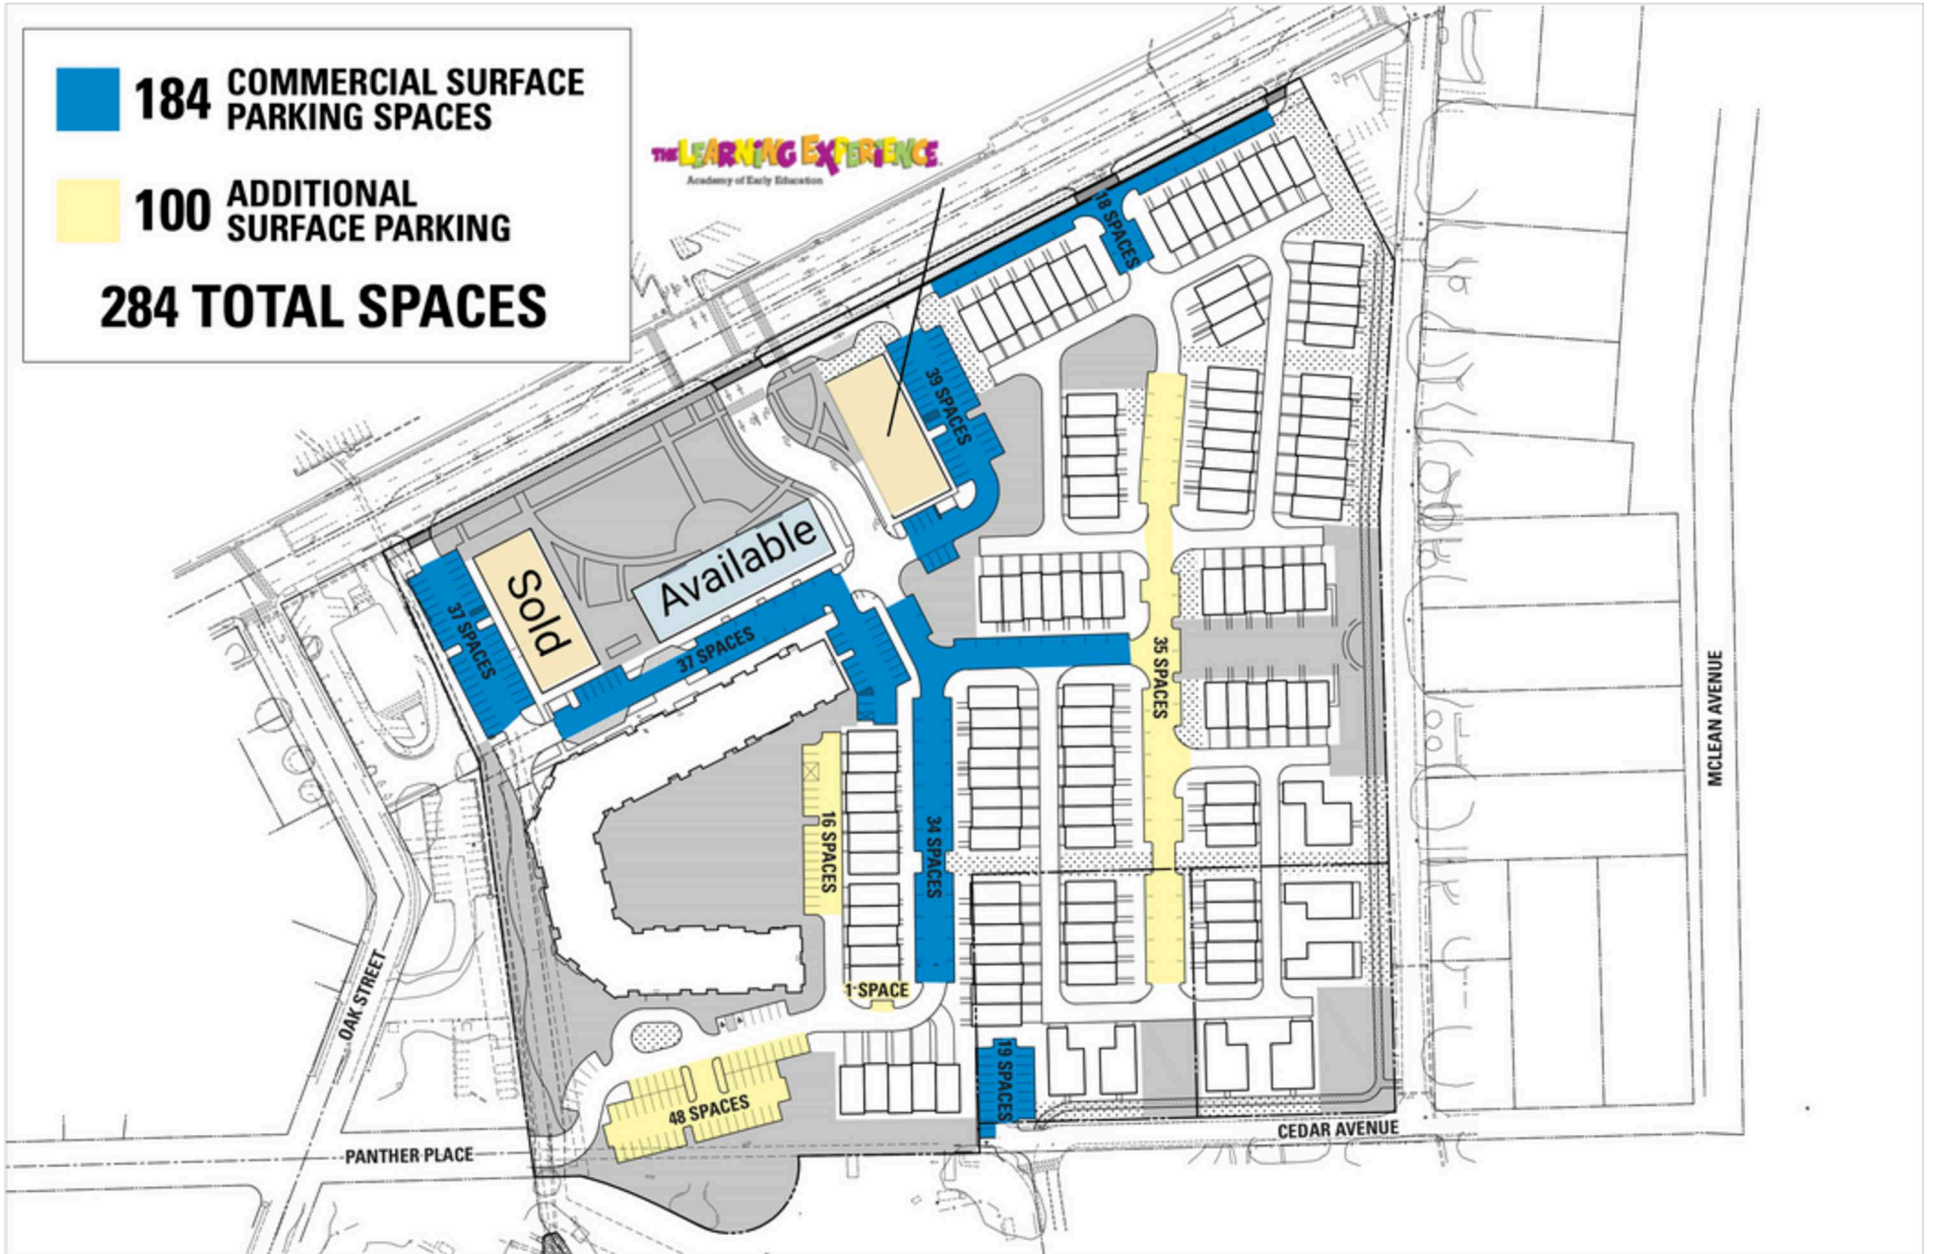 184 COMMERCIAL SURFACE
PARKING SPACES
100 ADDITIONAL
SURFACE PARKING
284 TOTAL SPACES
THE LEARNING EXPERIENCE
Academy of Early Education
18 SPACES
39 SPACES
Available
Sold
37 SPACES
37 SPACES
35 SPACES
16 SPACES
34 SPACES
1 SPACE
19 SPACES
48 SPACES
OAK STREET
PANTHER PLACE
CEDAR AVENUE
MCLEAN AVENUE